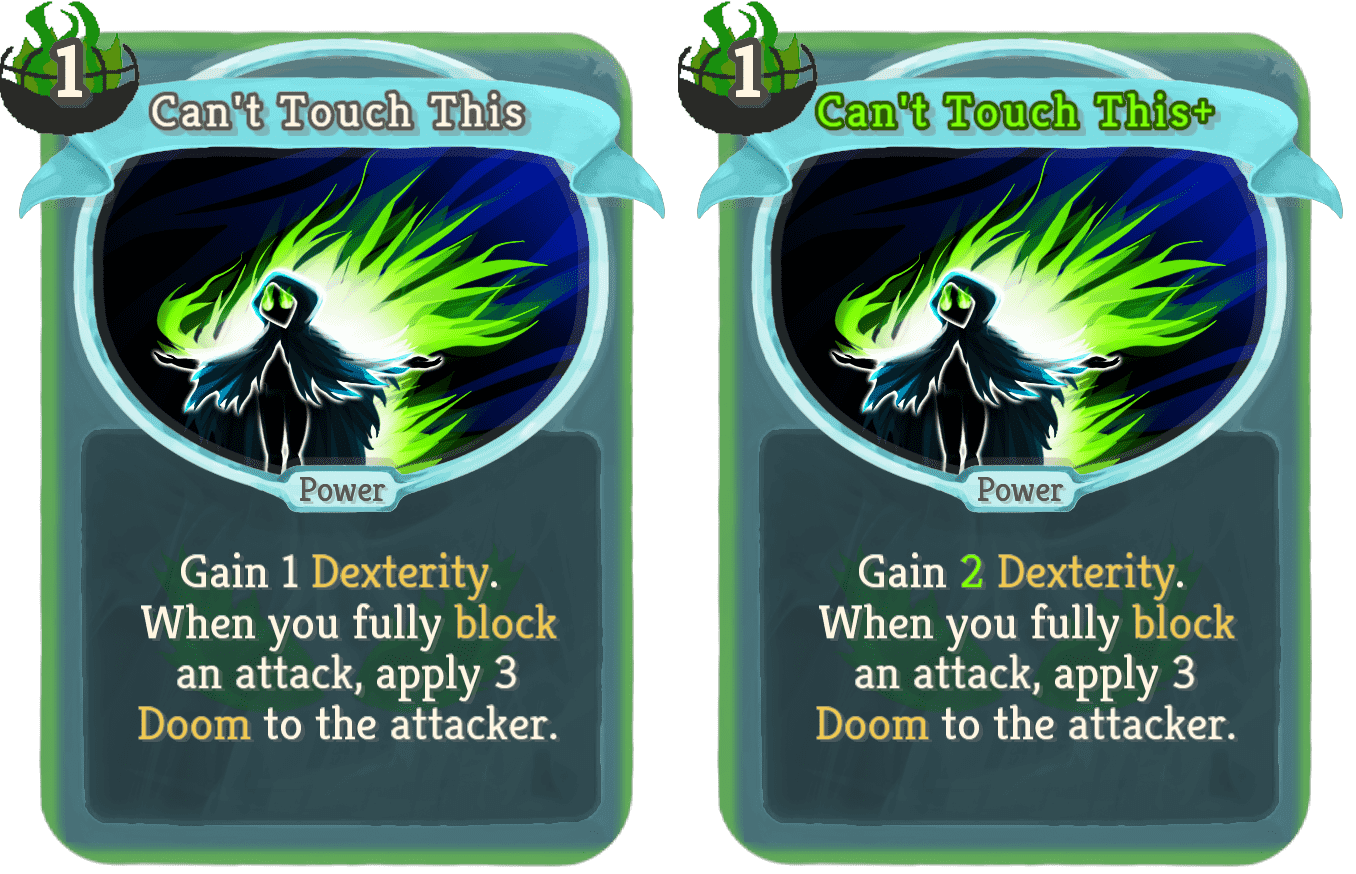 1
Can't Touch This
Power
Gain 1 Dexterity.
When you fully block
an attack, apply 3
Doom to the attacker.
1
Can't Touch This+
Power
Gain 2 Dexterity.
When you fully block
an attack, apply 3
Doom to the attacker.